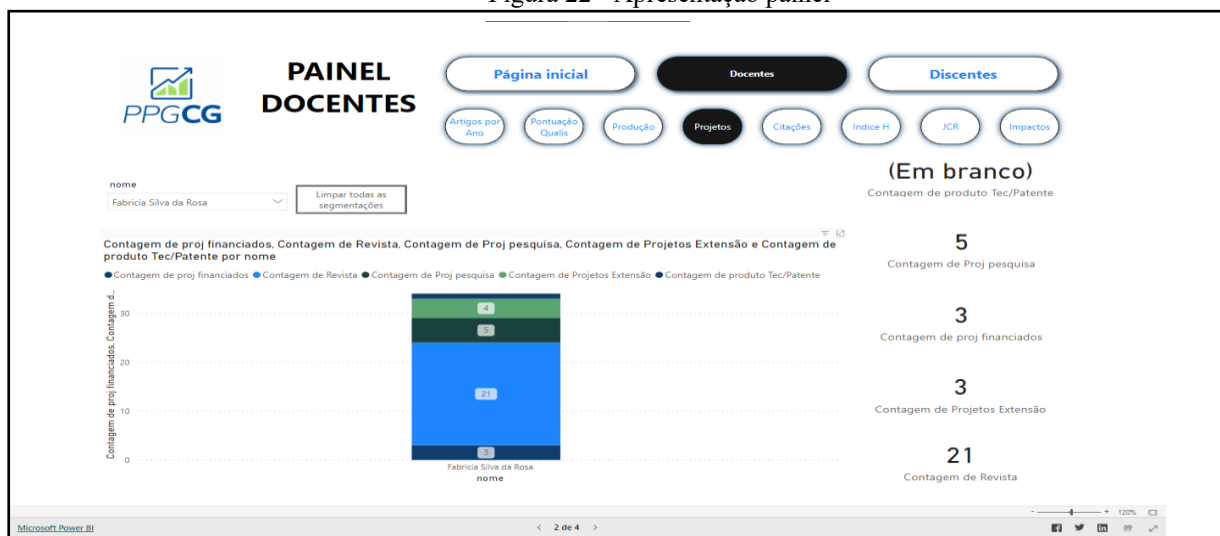 Figura 22 - Apresentação painel
PPGCG
PAINEL
DOCENTES
Página inicial
Docentes
Discentes
Artigos por
Ano
Pontuação
Qualis
Produção
Projetos
Citações
Indice H
JCR
Impactos
nome
Fabricia Silva da Rosa
Limpar todas as
segmentações
(Em branco)
Contagem de produto Tec/Patente
5
Contagem de Proj pesquisa
3
Contagem de proj financiados
3
Contagem de Projetos Extensão
21
Contagem de Revista
Contagem de proj financiados, Contagem de Revista, Contagem de Proj pesquisa, Contagem de Projetos Extensão e Contagem de
produto Tec/Patente por nome
Contagem de proj financiados Contagem de Revista Contagem de Proj pesquisa Contagem de Projetos Extensão Contagem de produto Tec/Patente
Contagem de proj financiados, Contagem d...
30
20
10
0
4
5
21
3
Fabricia Silva da Rosa
nome
- + 120%
Microsoft Power BI
< 2 de 4 >